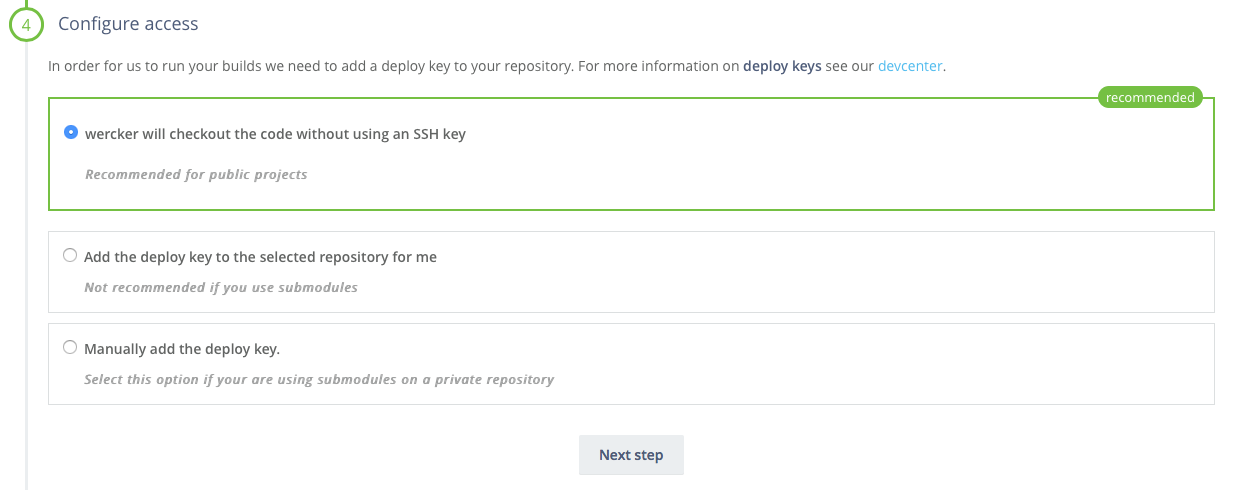 4 Configure access
In order for us to run your builds we need to add a deploy key to your repository. For more information on deploy keys see our devcenter.
recommended
wercker will checkout the code without using an SSH key
Recommended for public projects
Add the deploy key to the selected repository for me
Not recommended if you use submodules
Manually add the deploy key.
Select this option if your are using submodules on a private repository
Next step